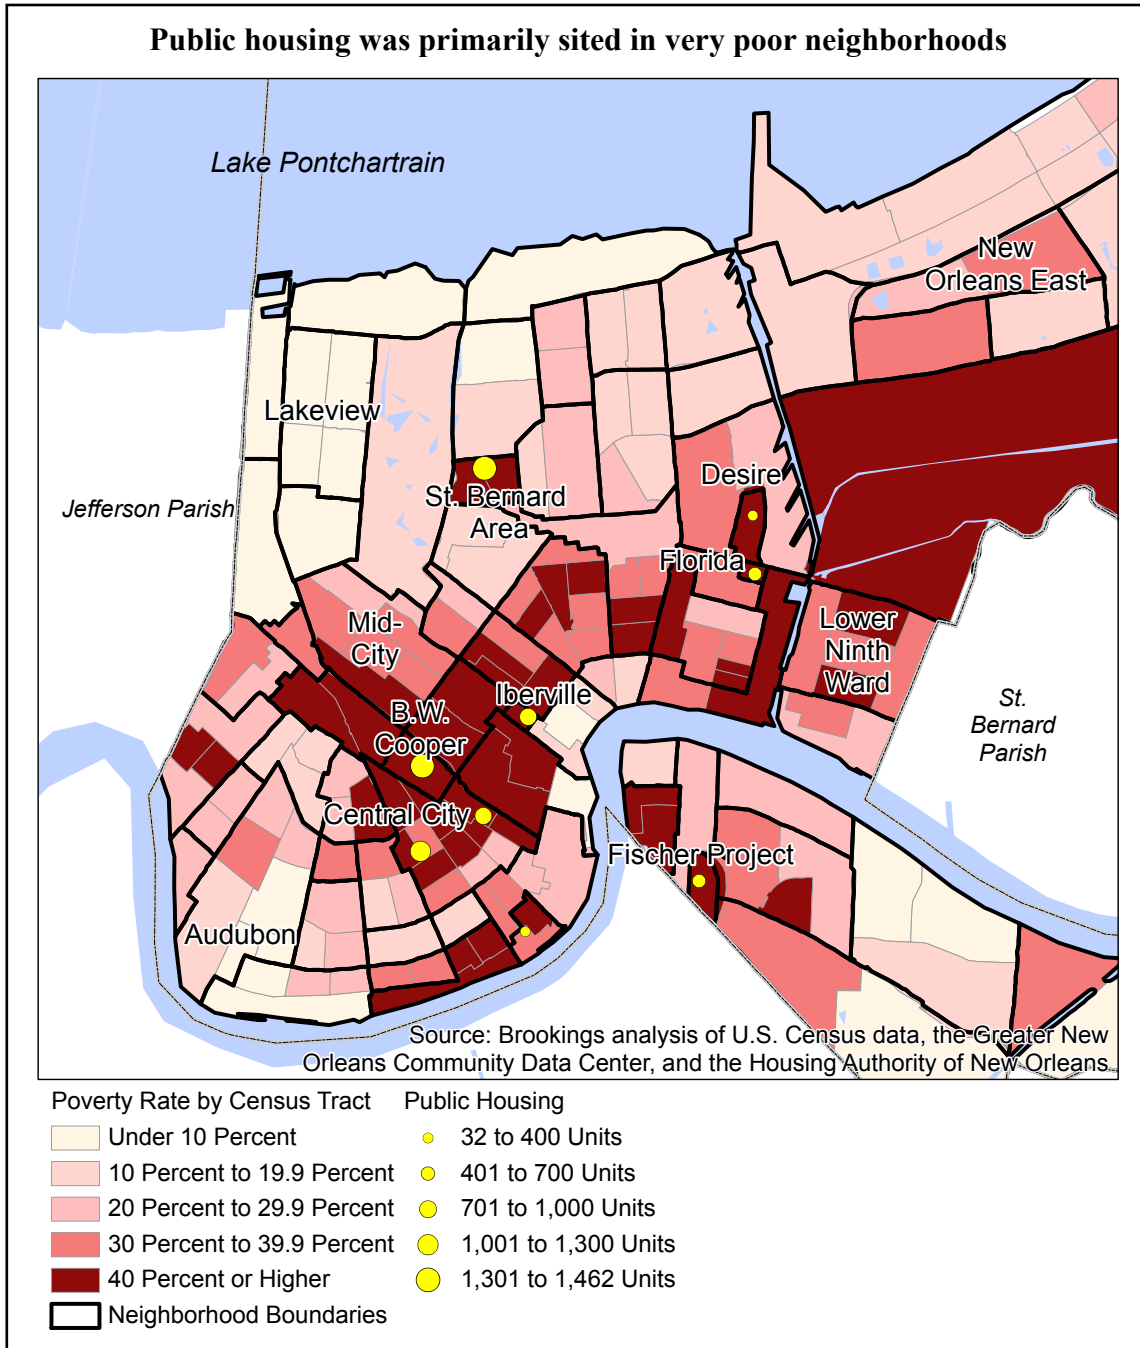 Public housing was primarily sited in very poor neighborhoods
Lake Pontchartrain
New
Orleans East
Lakeview
Desire
St. Bernard
Area
Jefferson Parish
Florida
Mid-
City
Lower
Ninth
Ward
Iberville
B.W.
Cooper
St.
Bernard
Parish
Central City
Fischer Project
Audubon
Source: Brookings analysis of U.S. Census data, the Greater New
Orleans Community Data Center, and the Housing Authority of New Orleans
Poverty Rate by Census Tract
Under 10 Percent
10 Percent to 19.9 Percent
20 Percent to 29.9 Percent
30 Percent to 39.9 Percent
40 Percent or Higher
Neighborhood Boundaries
Public Housing
32 to 400 Units
401 to 700 Units
701 to 1,000 Units
1,001 to 1,300 Units
1,301 to 1,462 Units